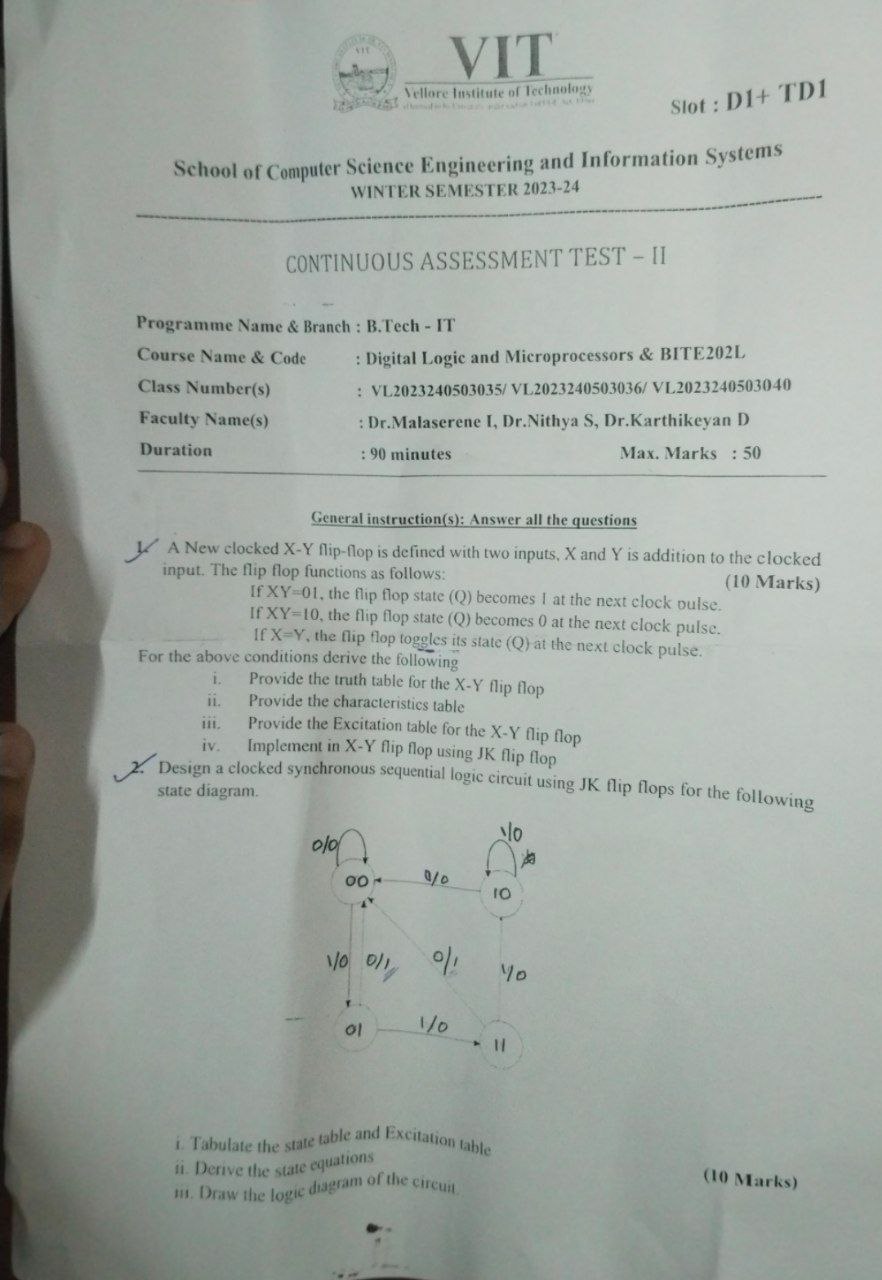 VIT
Vellore Institute of Technology
Slot : D1+ TD1
School of Computer Science Engineering and Information Systems
WINTER SEMESTER 2023-24
CONTINUOUS ASSESSMENT TEST – II
Programme Name & Branch : B.Tech - IT
Course Name & Code : Digital Logic and Microprocessors & BITE202L
Class Number(s) : VL2023240503035/ VL2023240503036/ VL2023240503040
Faculty Name(s) : Dr.Malaserene I, Dr.Nithya S, Dr.Karthikeyan D
Duration : 90 minutes Max. Marks : 50
General instruction(s): Answer all the questions
1. A New clocked X-Y flip-flop is defined with two inputs, X and Y is addition to the clocked
input. The flip flop functions as follows: (10 Marks)
If XY=01, the flip flop state (Q) becomes 1 at the next clock pulse.
If XY=10, the flip flop state (Q) becomes 0 at the next clock pulse.
If X=Y, the flip flop toggles its state (Q) at the next clock pulse.
For the above conditions derive the following
i. Provide the truth table for the X-Y flip flop
ii. Provide the characteristics table
iii. Provide the Excitation table for the X-Y flip flop
iv. Implement in X-Y flip flop using JK flip flop
2. Design a clocked synchronous sequential logic circuit using JK flip flops for the following
state diagram.
0/0 1/0
00 0/0 10
1/0 0/1 0/1 1/0
01 1/0 11
i. Tabulate the state table and Excitation table
ii. Derive the state equations
iii. Draw the logic diagram of the circuit. (10 Marks)